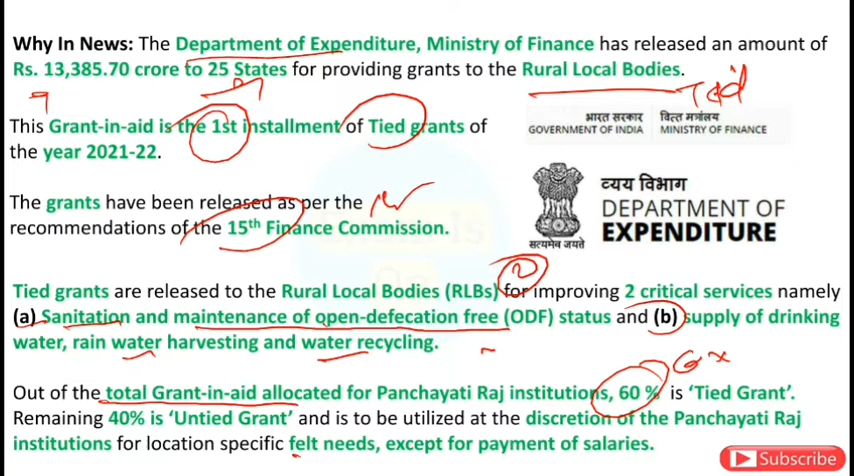 Why In News: The Department of Expenditure, Ministry of Finance has released an amount of
Rs. 13,385.70 crore to 25 States for providing grants to the Rural Local Bodies.
Tied
This Grant-in-aid is the 1st installment of Tied grants of
the year 2021-22.
भारत सरकार
GOVERNMENT OF INDIA
वित्त मंत्रालय
MINISTRY OF FINANCE
The grants have been released as per the
recommendations of the 15th Finance Commission.
व्यय विभाग
DEPARTMENT OF
EXPENDITURE
सत्यमेव जयते
2
Tied grants are released to the Rural Local Bodies (RLBs) for improving 2 critical services namely
(a) Sanitation and maintenance of open-defecation free (ODF) status and (b) supply of drinking
water, rain water harvesting and water recycling.
Out of the total Grant-in-aid allocated for Panchayati Raj institutions, 60 % is ‘Tied Grant’.
Remaining 40% is ‘Untied Grant’ and is to be utilized at the discretion of the Panchayati Raj
institutions for location specific felt needs, except for payment of salaries.
Subscribe